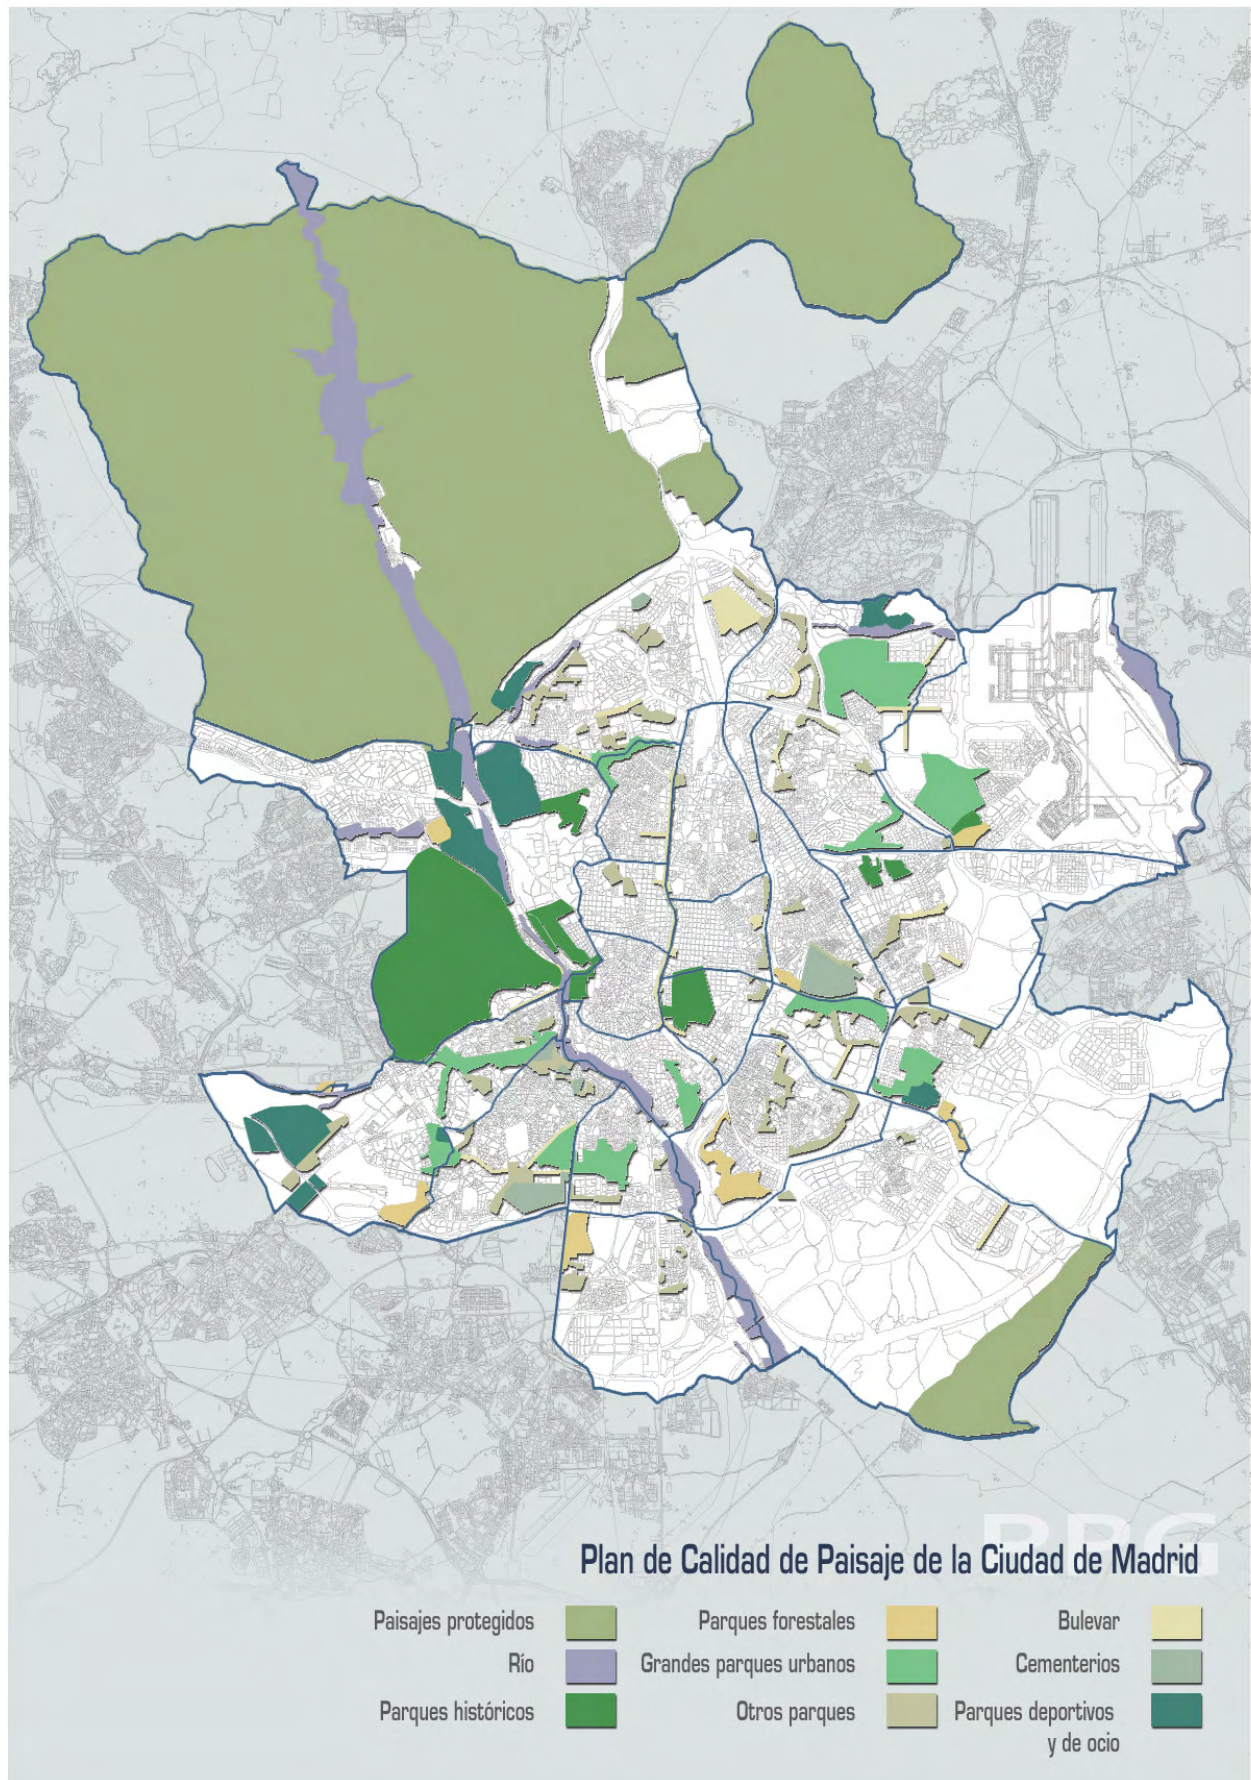 PPG
Plan de Calidad de Paisaje de la Ciudad de Madrid
Paisajes protegidos
Parques forestales
Bulevar
Río
Grandes parques urbanos
Cementerios
Parques históricos
Otros parques
Parques deportivos
y de ocio